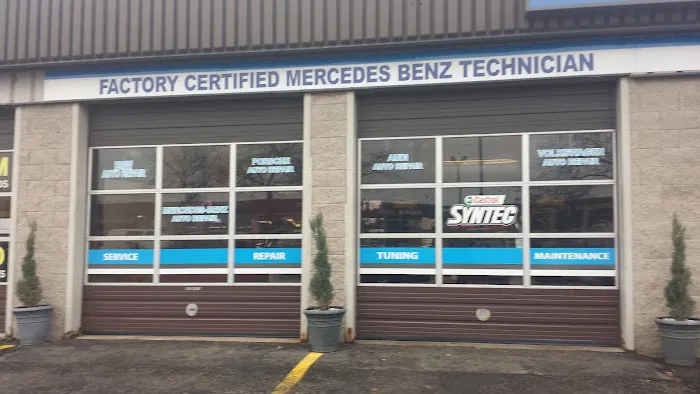 FACTORY CERTIFIED MERCEDES BENZ TECHNICIAN
BMW
AUTO REPAIR
PORSCHE
AUTO REPAIR
MERCEDES-BENZ
AUTO REPAIR
SERVICE
REPAIR
AUDI
AUTO REPAIR
VOLKSWAGEN
AUTO REPAIR
Castrol
SYNTEC
TUNING
MAINTENANCE